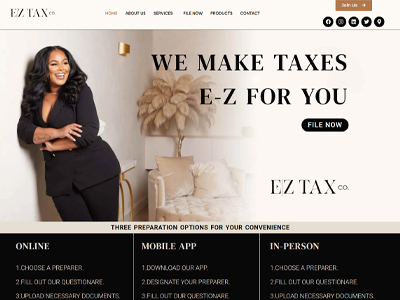 EZ TAX CO.
HOME ABOUT US SERVICES FILE NOW PRODUCTS CONTACT
Join Us
WE MAKE TAXES
E-Z FOR YOU
FILE NOW
EZ TAX CO.
THREE PREPARATION OPTIONS FOR YOUR CONVENIENCE
ONLINE
1.CHOOSE A PREPARER.
2.FILL OUT OUR QUESTIONARE.
3.UPLOAD NECESSARY DOCUMENTS.
MOBILE APP
1.DOWNLOAD OUR APP.
2.DESIGNATE YOUR PREPARER.
3.FILL OUT OUR QUESTIONARE.
IN-PERSON
1.CHOOSE A PREPARER.
2.FILL OUT OUR QUESTIONARE.
3.UPLOAD NECESSARY DOCUMENTS.